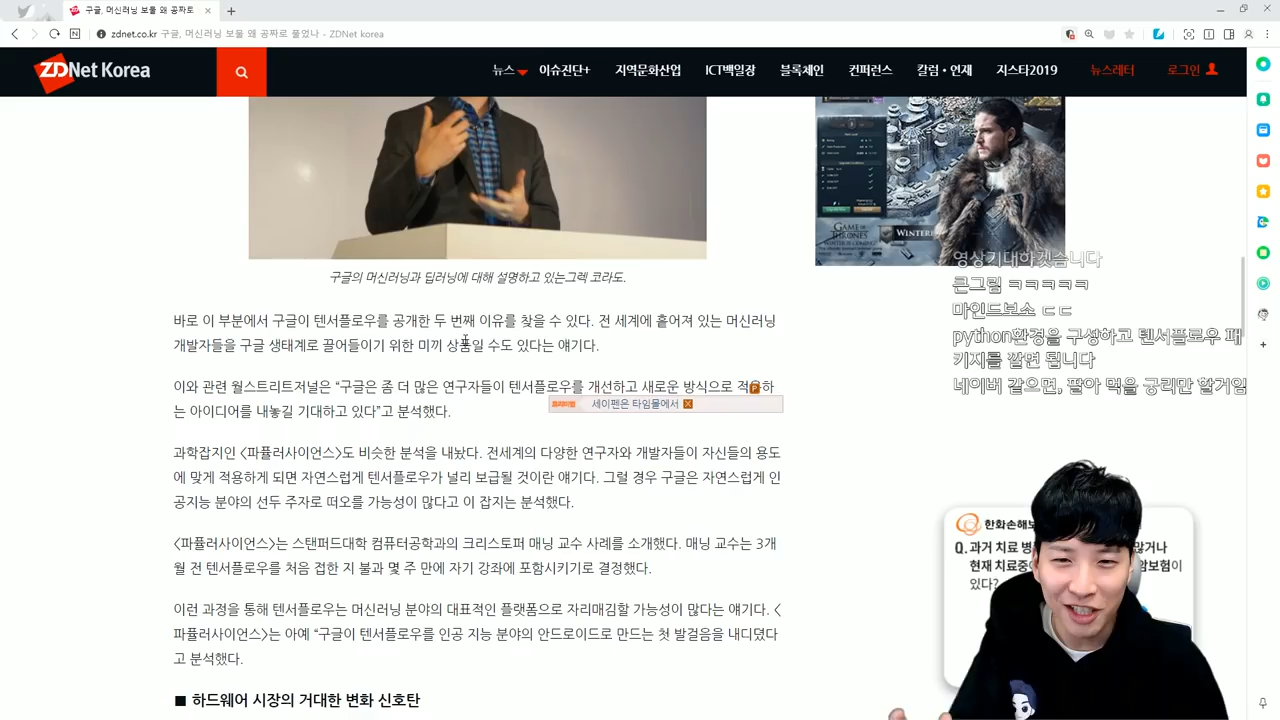 구글, 머신러닝 보물 왜 공짜로
zdnet.co.kr 구글, 머신러닝 보물 왜 공짜로 풀었나 - ZDNet korea
ZDNet Korea
뉴스 이슈진단+ 지역문화산업 ICT백일장 블록체인 컨퍼런스 칼럼•연재 지스타2019 뉴스레터 로그인
GAME OF THRONES
WINTER IS COMING
구글의 머신러닝과 딥러닝에 대해 설명하고 있는그렉 코라도.
바로 이 부분에서 구글이 텐서플로우를 공개한 두 번째 이유를 찾을 수 있다. 전 세계에 흩어져 있는 머신러닝
개발자들을 구글 생태계로 끌어들이기 위한 미끼 상품일 수도 있다는 얘기다.
이와 관련 월스트리트저널은 “구글은 좀 더 많은 연구자들이 텐서플로우를 개선하고 새로운 방식으로 적용하
는 아이디어를 내놓길 기대하고 있다”고 분석했다.
프리미엄 세이펜은 타임몰에서
과학잡지인 <파퓰러사이언스>도 비슷한 분석을 내놨다. 전세계의 다양한 연구자와 개발자들이 자신들의 용도
에 맞게 적용하게 되면 자연스럽게 텐서플로우가 널리 보급될 것이란 얘기다. 그럴 경우 구글은 자연스럽게 인
공지능 분야의 선두 주자로 떠오를 가능성이 많다고 이 잡지는 분석했다.
<파퓰러사이언스>는 스탠퍼드대학 컴퓨터공학과의 크리스토퍼 매닝 교수 사례를 소개했다. 매닝 교수는 3개
월 전 텐서플로우를 처음 접한 지 불과 몇 주 만에 자기 강좌에 포함시키기로 결정했다.
이런 과정을 통해 텐서플로우는 머신러닝 분야의 대표적인 플랫폼으로 자리매김할 가능성이 많다는 얘기다. <
파퓰러사이언스>는 아예 “구글이 텐서플로우를 인공 지능 분야의 안드로이드로 만드는 첫 발걸음을 내디뎠다
고 분석했다.
■ 하드웨어 시장의 거대한 변화 신호탄
영상기대하겠습니다
큰그림 ㅋㅋㅋㅋㅋ
마인드보소 ㄷㄷ
python환경을 구성하고 텐서플로우 패
키지를 깔면 됩니다
네이버 같으면, 팔아 먹을 궁리만 할거임
한화손해보
Q. 과거 치료 병 많거나
현재 치료중 암보험이
있다?